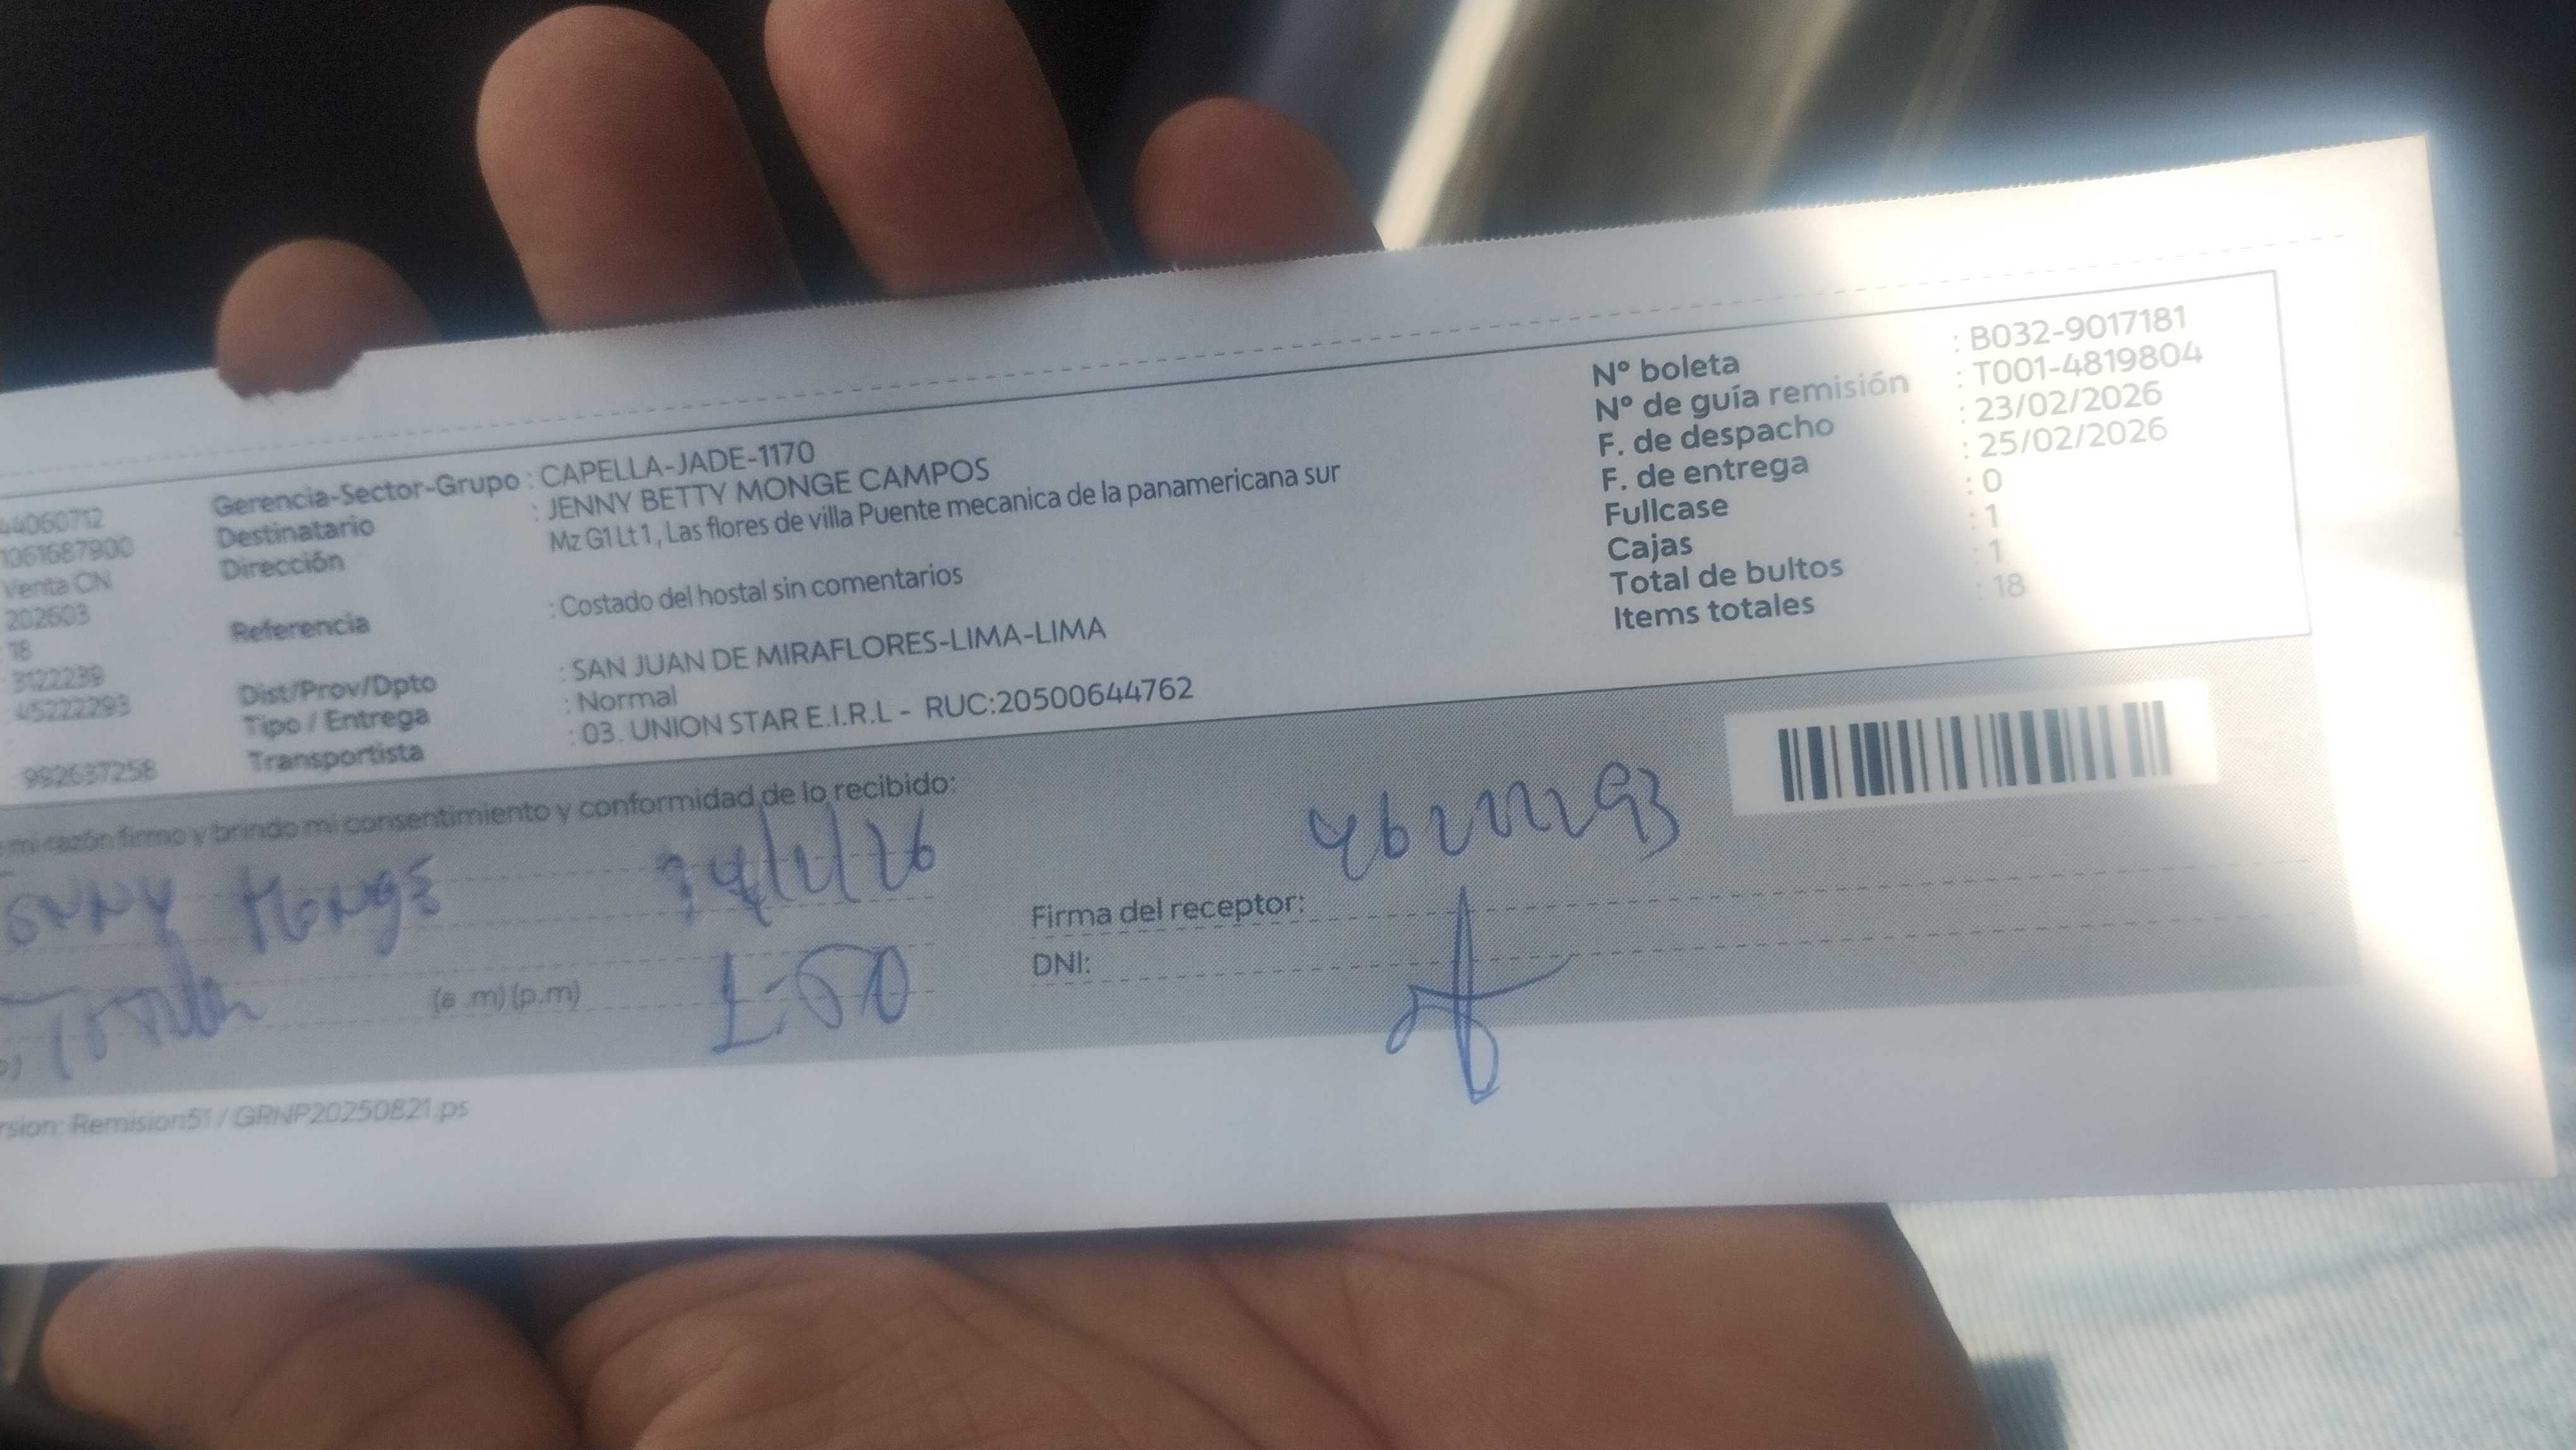 44060712
1061687900
Venta CN
202603
18
3122239
45222293
:
992637258
Gerencia-Sector-Grupo : CAPELLA-JADE-1170
Destinatario : JENNY BETTY MONGE CAMPOS
Dirección Mz G1 Lt 1, Las flores de villa Puente mecanica de la panamericana sur
Referencia : Costado del hostal sin comentarios
Dist/Prov/Dpto : SAN JUAN DE MIRAFLORES-LIMA-LIMA
Tipo / Entrega : Normal
Transportista : 03. UNION STAR E.I.R.L - RUC:20500644762
N° boleta : B032-9017181
N° de guía remisión : T001-4819804
F. de despacho : 23/02/2026
F. de entrega : 25/02/2026
Fullcase : 0
Cajas : 1
Total de bultos : 1
Items totales : 18
mi razón firmo y brindo mi consentimiento y conformidad de lo recibido:
enny Monge
(a .m) (p.m)
Firma del receptor:
DNI:
rsion: Remision51 / GRNP20250821.ps